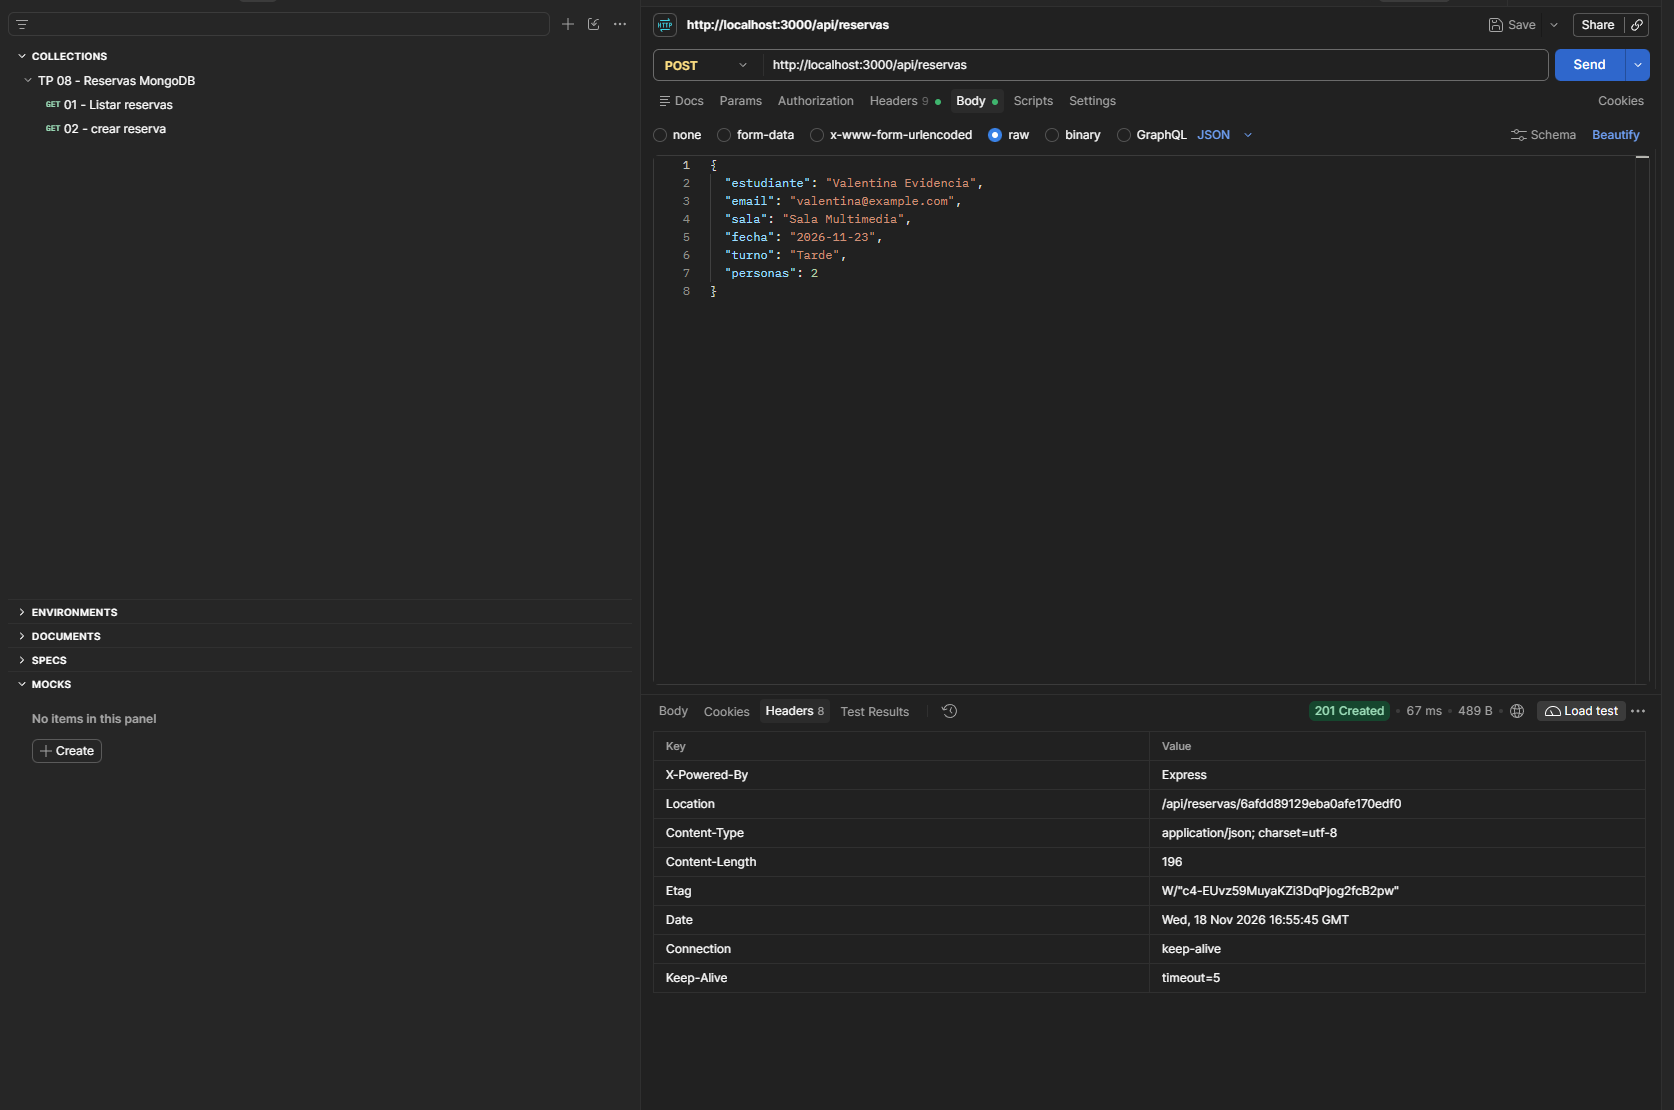 COLLECTIONS
TP 08 - Reservas MongoDB
GET 01 - Listar reservas
GET 02 - crear reserva
ENVIRONMENTS
DOCUMENTS
SPECS
MOCKS
No items in this panel
Create
HTTP http://localhost:3000/api/reservas
Save
Share
POST http://localhost:3000/api/reservas
Send
Docs Params Authorization Headers 9 Body Scripts Settings
Cookies
none form-data x-www-form-urlencoded raw binary GraphQL JSON
Schema Beautify
1 {
2 "estudiante": "Valentina Evidencia",
3 "email": "valentina@example.com",
4 "sala": "Sala Multimedia",
5 "fecha": "2026-11-23",
6 "turno": "Tarde",
7 "personas": 2
8 }
Body Cookies Headers 8 Test Results
201 Created 67 ms 489 B Load test
Key Value
X-Powered-By Express
Location /api/reservas/6afdd89129eba0afe170edf0
Content-Type application/json; charset=utf-8
Content-Length 196
Etag W/"c4-EUvz59MuyaKZi3DqPjog2fcB2pw"
Date Wed, 18 Nov 2026 16:55:45 GMT
Connection keep-alive
Keep-Alive timeout=5